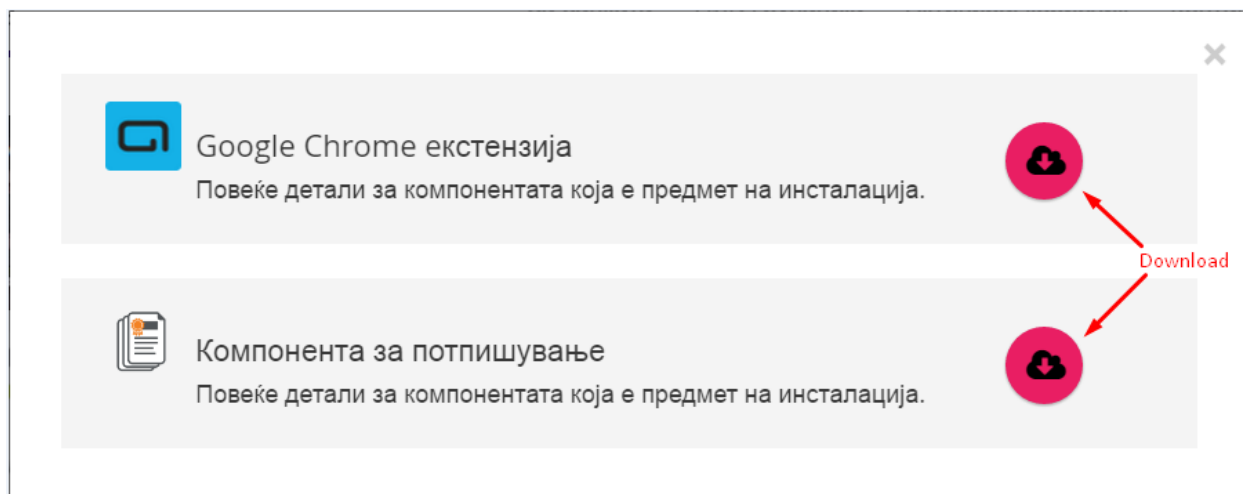 Google Chrome екстензија
Повеќе детали за компонентата која е предмет на инсталација.
Download
Компонента за потпишување
Повеќе детали за компонентата која е предмет на инсталација.